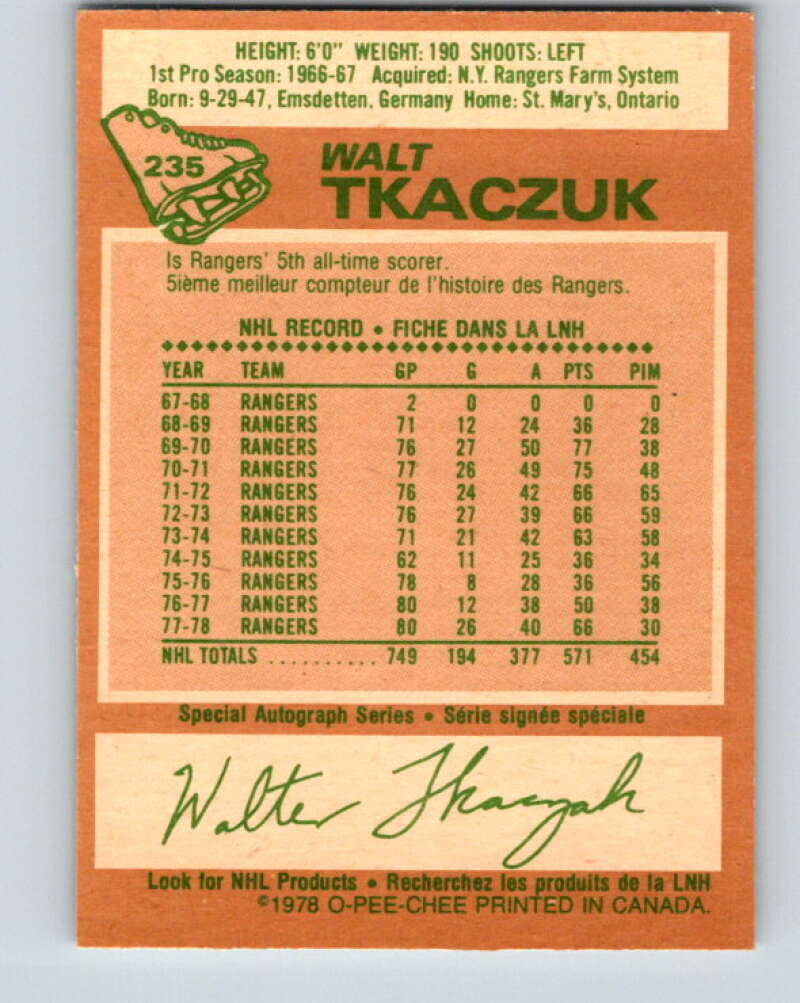 HEIGHT: 6'0" WEIGHT: 190 SHOOTS: LEFT
1st Pro Season: 1966-67 Acquired: N.Y. Rangers Farm System
Born: 9-29-47, Emsdetten, Germany Home: St. Mary's, Ontario
235
WALT
TKACZUK
Is Rangers' 5th all-time scorer.
5ième meilleur compteur de l'histoire des Rangers.
NHL RECORD • FICHE DANS LA LNH
YEAR TEAM GP G A PTS PIM
67-68 RANGERS 2 0 0 0 0
68-69 RANGERS 71 12 24 36 28
69-70 RANGERS 76 27 50 77 38
70-71 RANGERS 77 26 49 75 48
71-72 RANGERS 76 24 42 66 65
72-73 RANGERS 76 27 39 66 59
73-74 RANGERS 71 21 42 63 58
74-75 RANGERS 62 11 25 36 34
75-76 RANGERS 78 8 28 36 56
76-77 RANGERS 80 12 38 50 38
77-78 RANGERS 80 26 40 66 30
NHL TOTALS .......... 749 194 377 571 454
Special Autograph Series • Série signée spéciale
Walter Tkaczuk
Look for NHL Products • Recherchez les produits de la LNH
©1978 O-PEE-CHEE PRINTED IN CANADA.